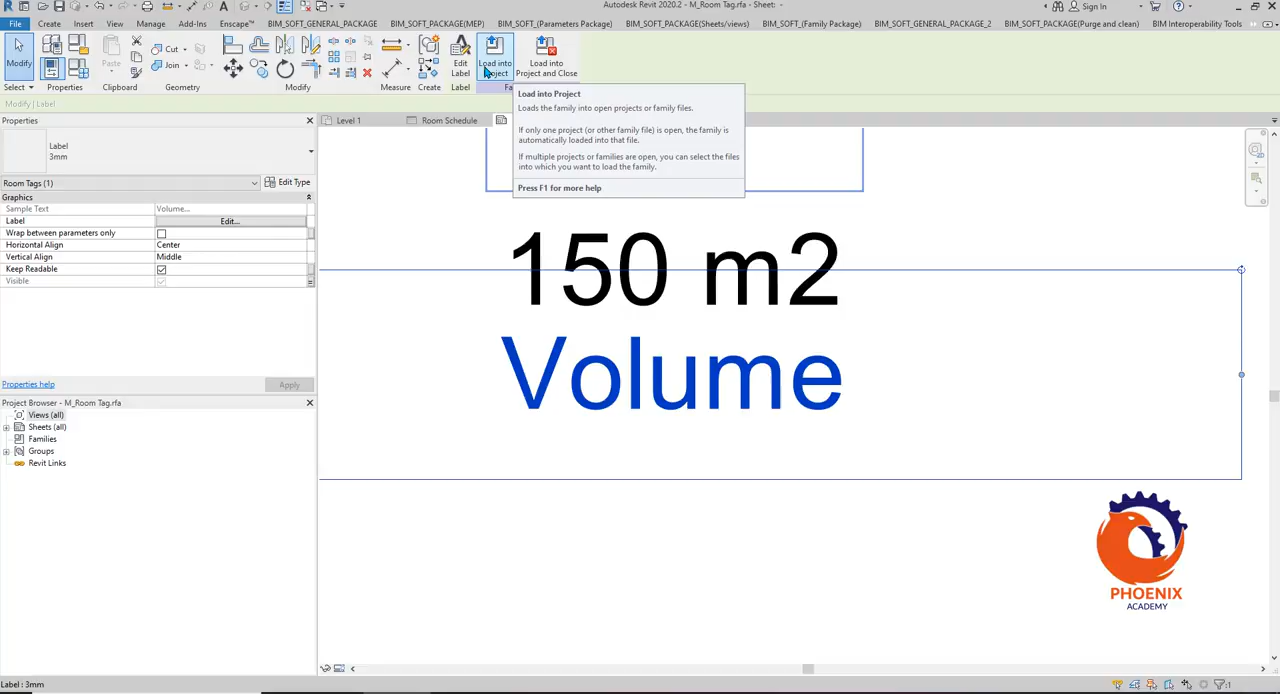 Autodesk Revit 2020.2 - M_Room Tag.rfa - Sheet:
Sign In
File Create Insert View Manage Add-Ins Enscape™ BIM_SOFT_GENERAL_PACKAGE BIM_SOFT_PACKAGE(MEP) BIM_SOFT_(Parameters Package) BIM_SOFT_PACKAGE(Sheets/views) BIM_SOFT_(Family Package) BIM_SOFT_GENERAL_PACKAGE_2 BIM_SOFT_PACKAGE(Purge and clean) BIM Interoperability Tools
Modify
Paste
Cut
Join
Edit Label
Load into Project
Load into Project and Close
Select Properties Clipboard Geometry Modify Measure Create Label Fa
Modify | Label
Load into Project
Loads the family into open projects or family files.
If only one project (or other family file) is open, the family is
automatically loaded into that file.
If multiple projects or families are open, you can select the files
into which you want to load the family.
Press F1 for more help
Properties
Level 1
Room Schedule
Label
3mm
Room Tags (1)
Edit Type
Graphics
Sample Text Volume...
Label Edit...
Wrap between parameters only
Horizontal Align Center
Vertical Align Middle
Keep Readable
Visible
Properties help
Apply
150 m2
Volume
Project Browser - M_Room Tag.rfa
Views (all)
Sheets (all)
Families
Groups
Revit Links
PHOENIX
ACADEMY
Label : 3mm
:1